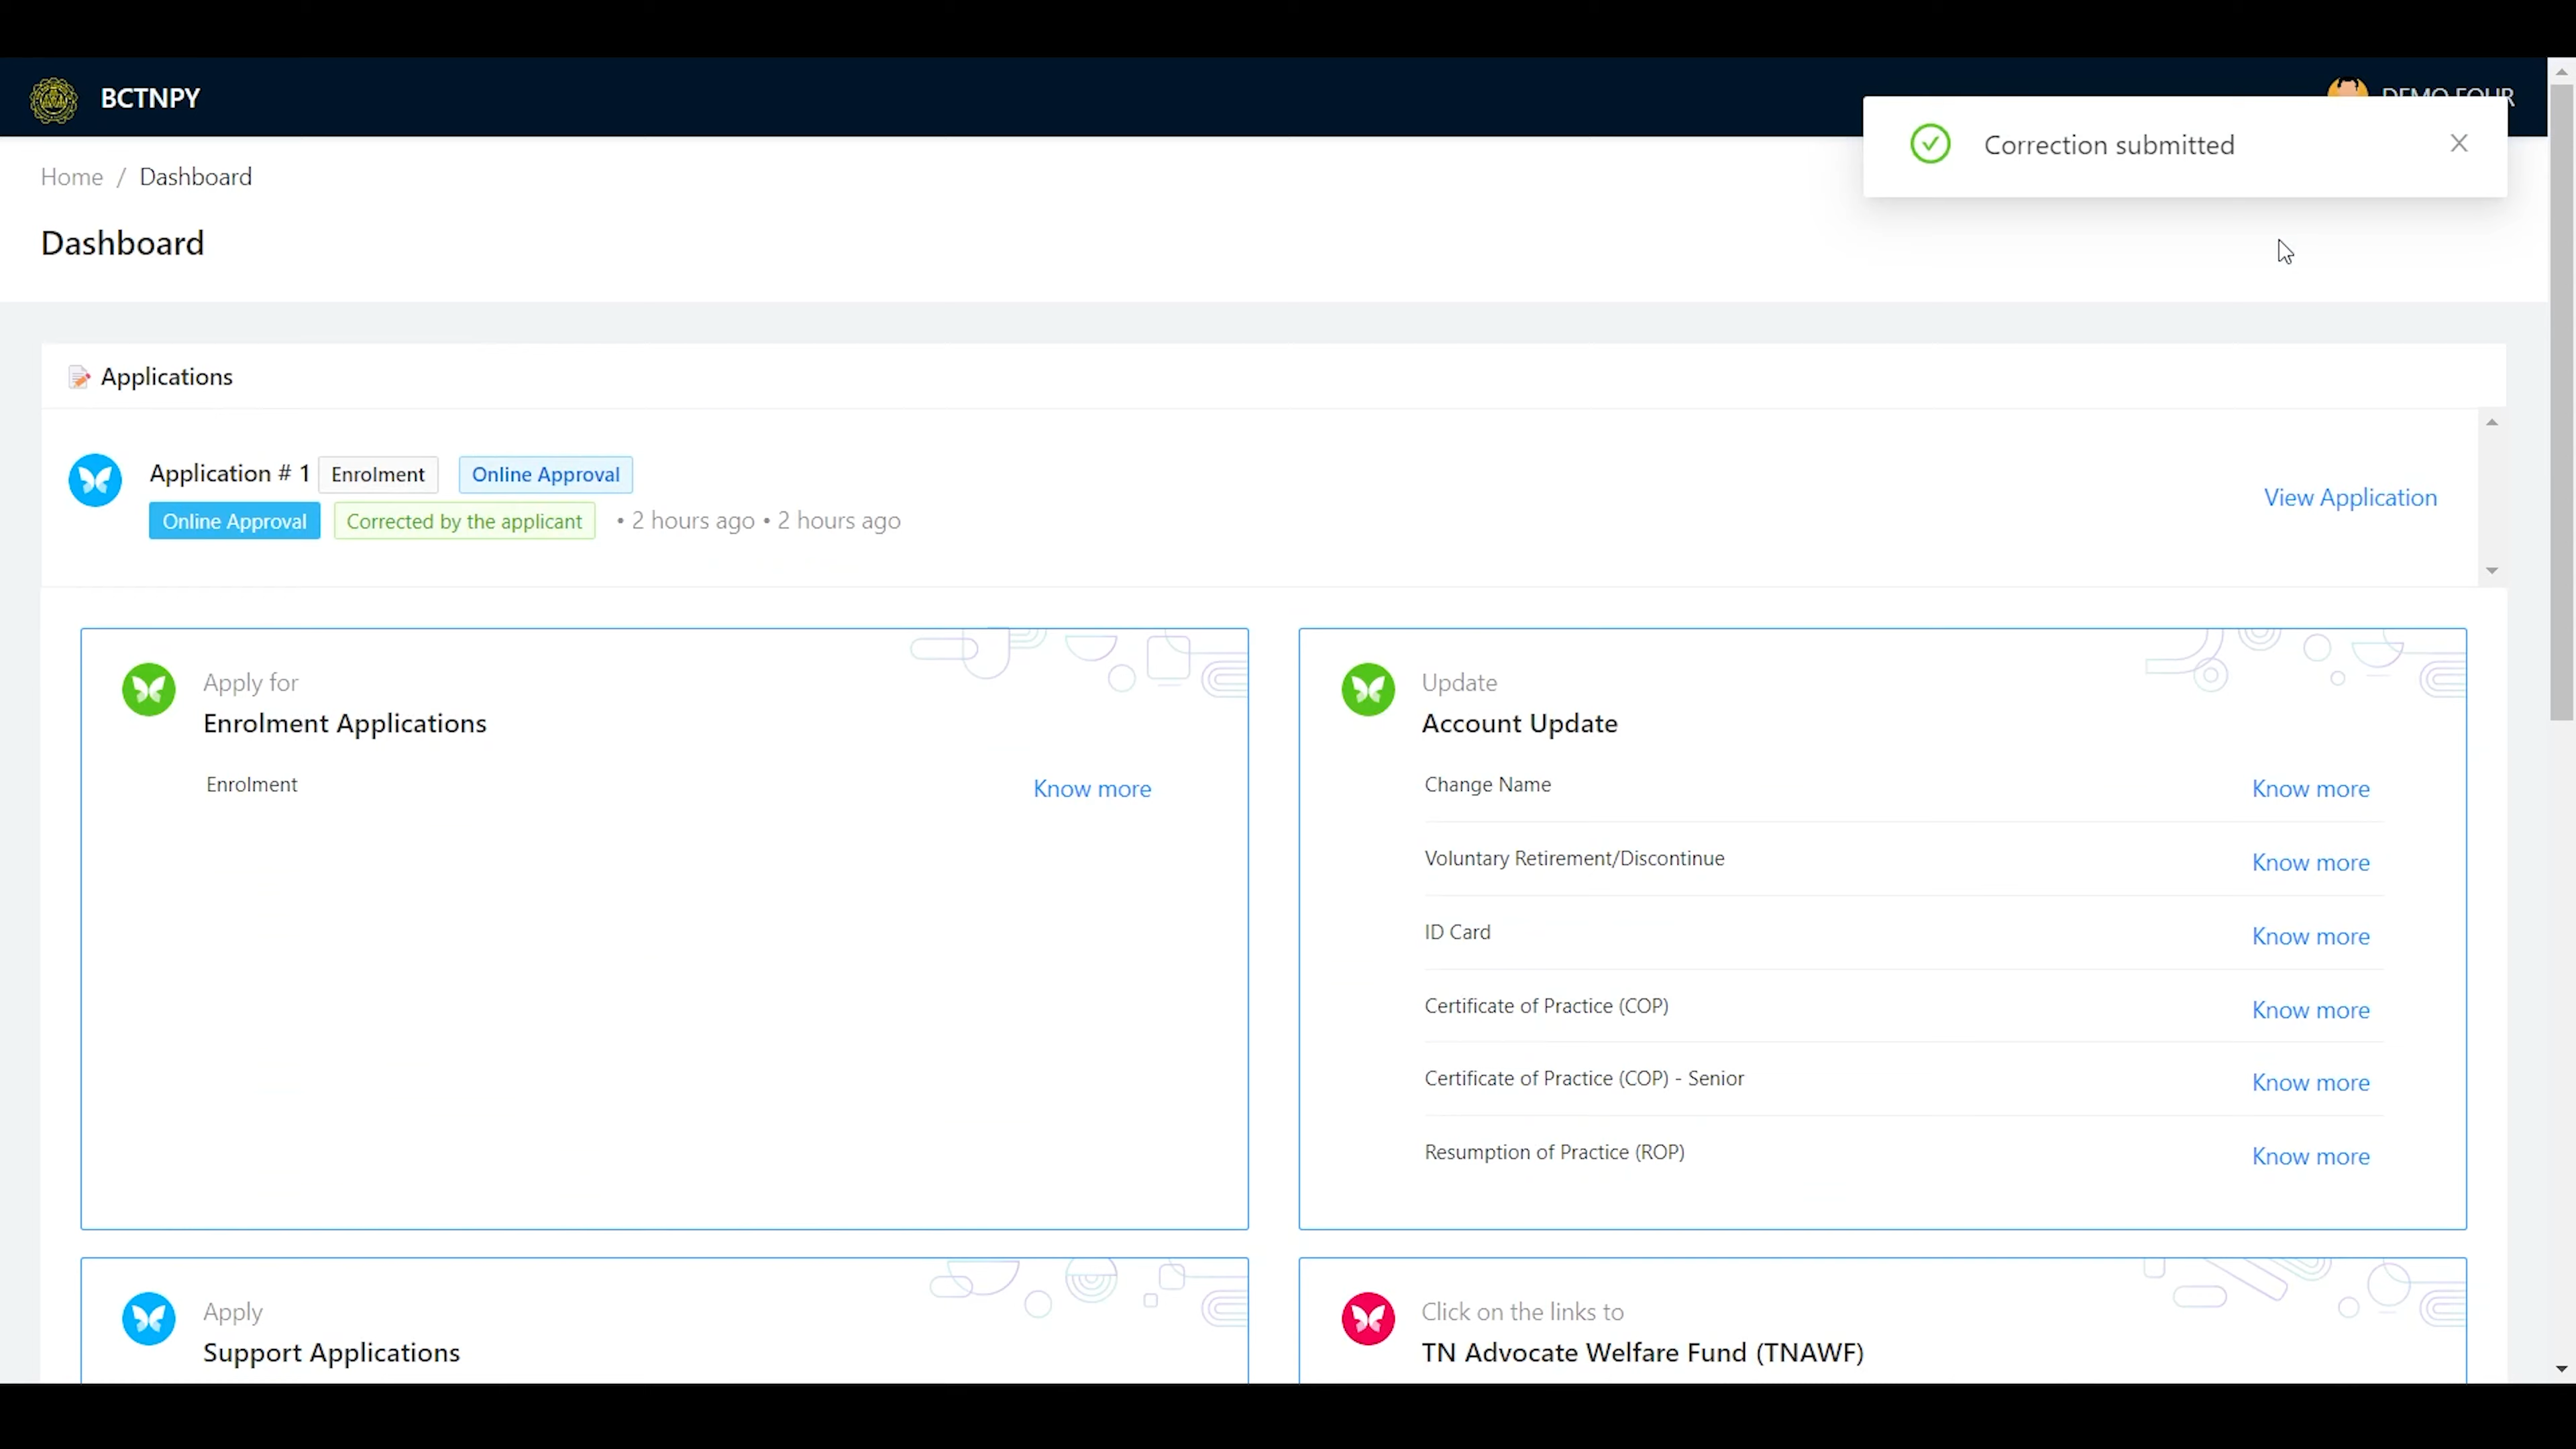 BCTNPY
DEMO FOUR
Correction submitted
Home / Dashboard
Dashboard
Applications
Application # 1 Enrolment Online Approval
Online Approval Corrected by the applicant • 2 hours ago • 2 hours ago
View Application
Apply for
Enrolment Applications
Enrolment Know more
Update
Account Update
Change Name Know more
Voluntary Retirement/Discontinue Know more
ID Card Know more
Certificate of Practice (COP) Know more
Certificate of Practice (COP) - Senior Know more
Resumption of Practice (ROP) Know more
Apply
Support Applications
Click on the links to
TN Advocate Welfare Fund (TNAWF)